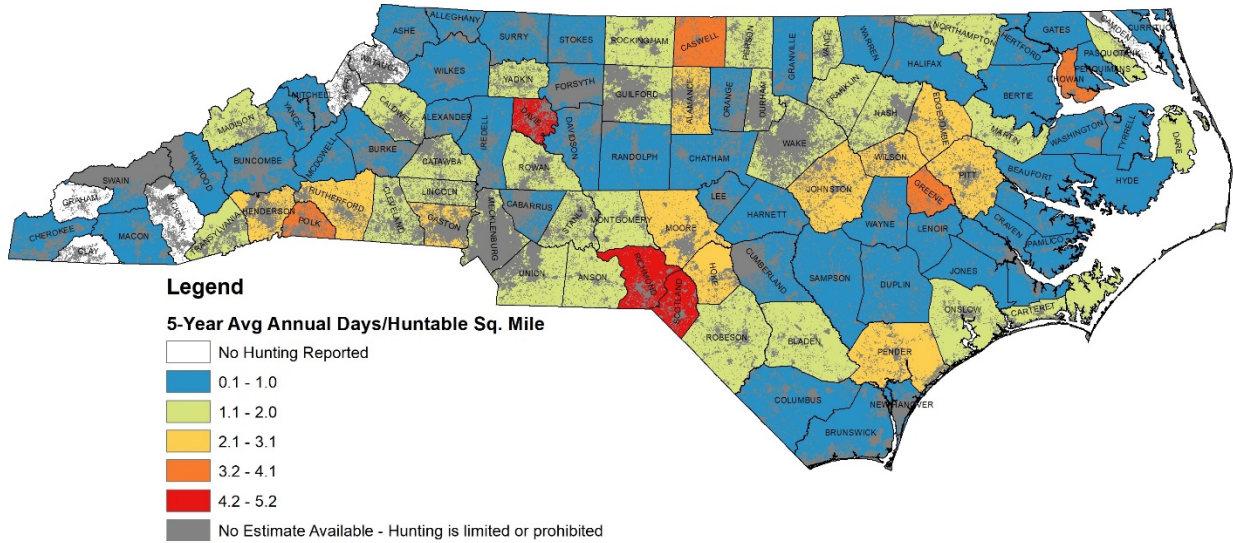 ALLEGHANY
ASHE
SURRY
STOKES
ROCKINGHAM
CASWELL
PERSON
GRANVILLE
VANCE
WARREN
NORTHAMPTON
HERTFORD
GATES
CAMDEN
CURRITUCK
PASQUOTANK
PERQUIMANS
CHOWAN
HALIFAX
BERTIE
WATAUGA
WILKES
YADKIN
FORSYTH
GUILFORD
ALAMANCE
ORANGE
DURHAM
FRANKLIN
NASH
EDGECOMBE
MARTIN
WASHINGTON
TYRRELL
DARE
AVERY
MITCHELL
YANCEY
MADISON
CALDWELL
ALEXANDER
IREDELL
DAVIE
DAVIDSON
RANDOLPH
CHATHAM
WAKE
WILSON
PITT
BEAUFORT
HYDE
SWAIN
HAYWOOD
BUNCOMBE
MCDOWELL
BURKE
CATAWBA
ROWAN
LINCOLN
JOHNSTON
GREENE
GRAHAM
CHEROKEE
CLAY
MACON
JACKSON
TRANSYLVANIA
HENDERSON
POLK
RUTHERFORD
CLEVELAND
GASTON
MECKLENBURG
CABARRUS
STANLY
MONTGOMERY
MOORE
LEE
HARNETT
WAYNE
LENOIR
CRAVEN
PAMLICO
UNION
ANSON
RICHMOND
SCOTLAND
HOKE
CUMBERLAND
SAMPSON
DUPLIN
JONES
ONSLOW
CARTERET
ROBESON
BLADEN
PENDER
COLUMBUS
NEW HANOVER
BRUNSWICK
Legend
5-Year Avg Annual Days/Huntable Sq. Mile
No Hunting Reported
0.1 - 1.0
1.1 - 2.0
2.1 - 3.1
3.2 - 4.1
4.2 - 5.2
No Estimate Available - Hunting is limited or prohibited